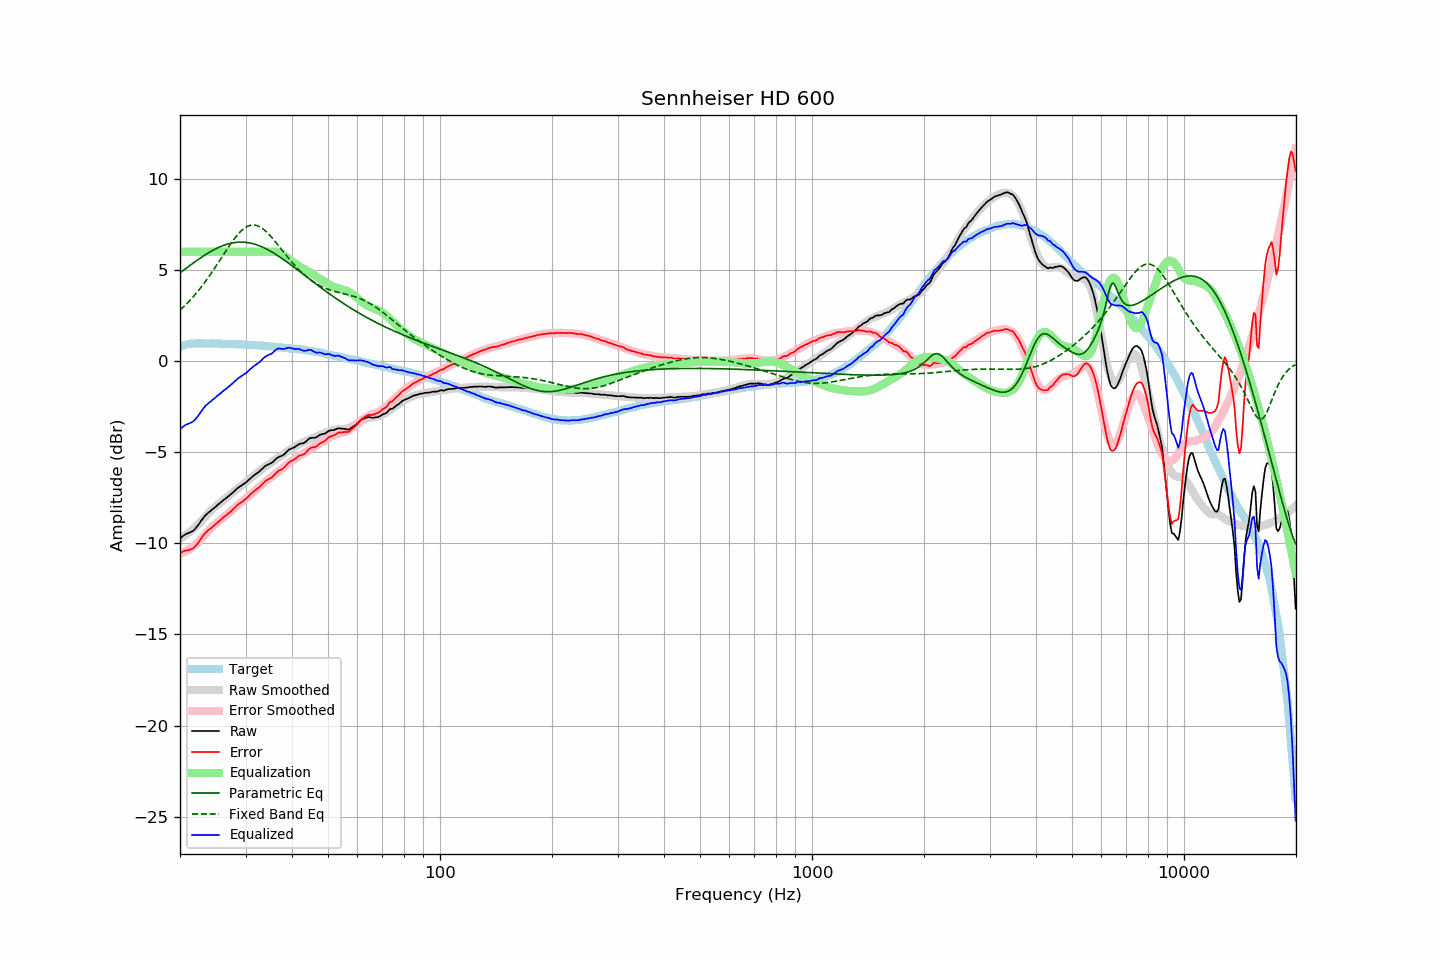 Sennheiser HD 600
Amplitude (dBr)
10
5
0
−5
−10
−15
−20
−25
Target
Raw Smoothed
Error Smoothed
Raw
Error
Equalization
Parametric Eq
Fixed Band Eq
Equalized
100
1000
10000
Frequency (Hz)